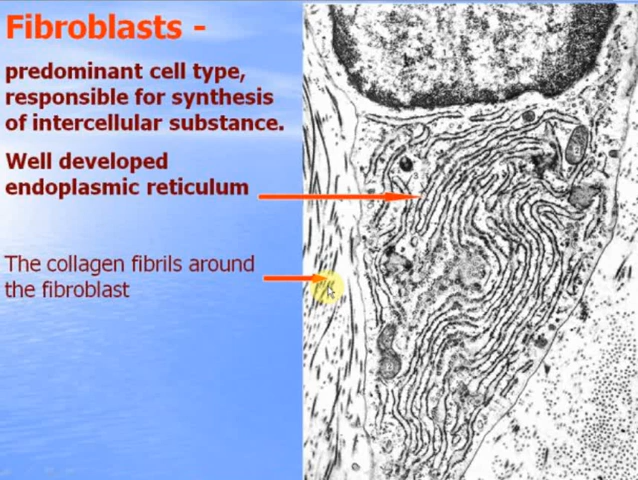 Fibroblasts -
predominant cell type,
responsible for synthesis
of intercellular substance.
Well developed
endoplasmic reticulum
The collagen fibrils around
the fibroblast